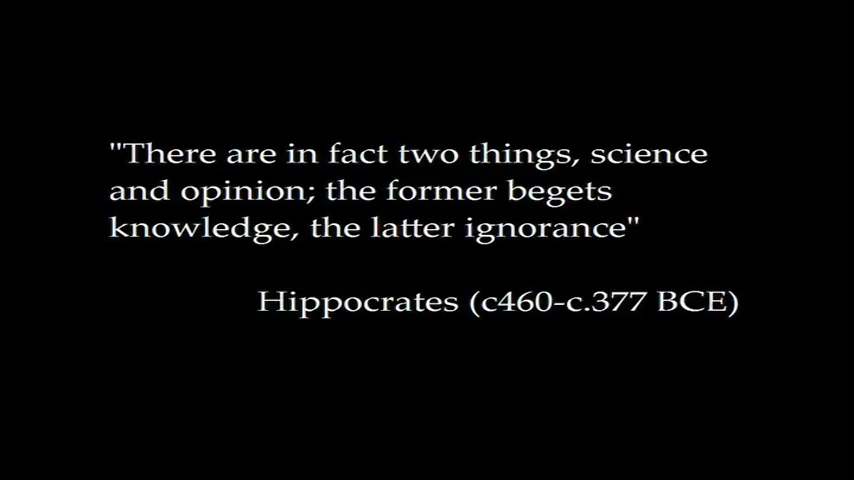 "There are in fact two things, science
and opinion; the former begets
knowledge, the latter ignorance"
Hippocrates (c460-c.377 BCE)